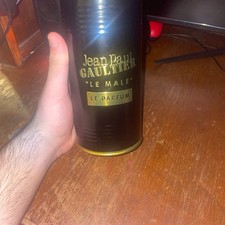 Jean Paul
GAULTIER
"LE MALE"
LE PARFUM